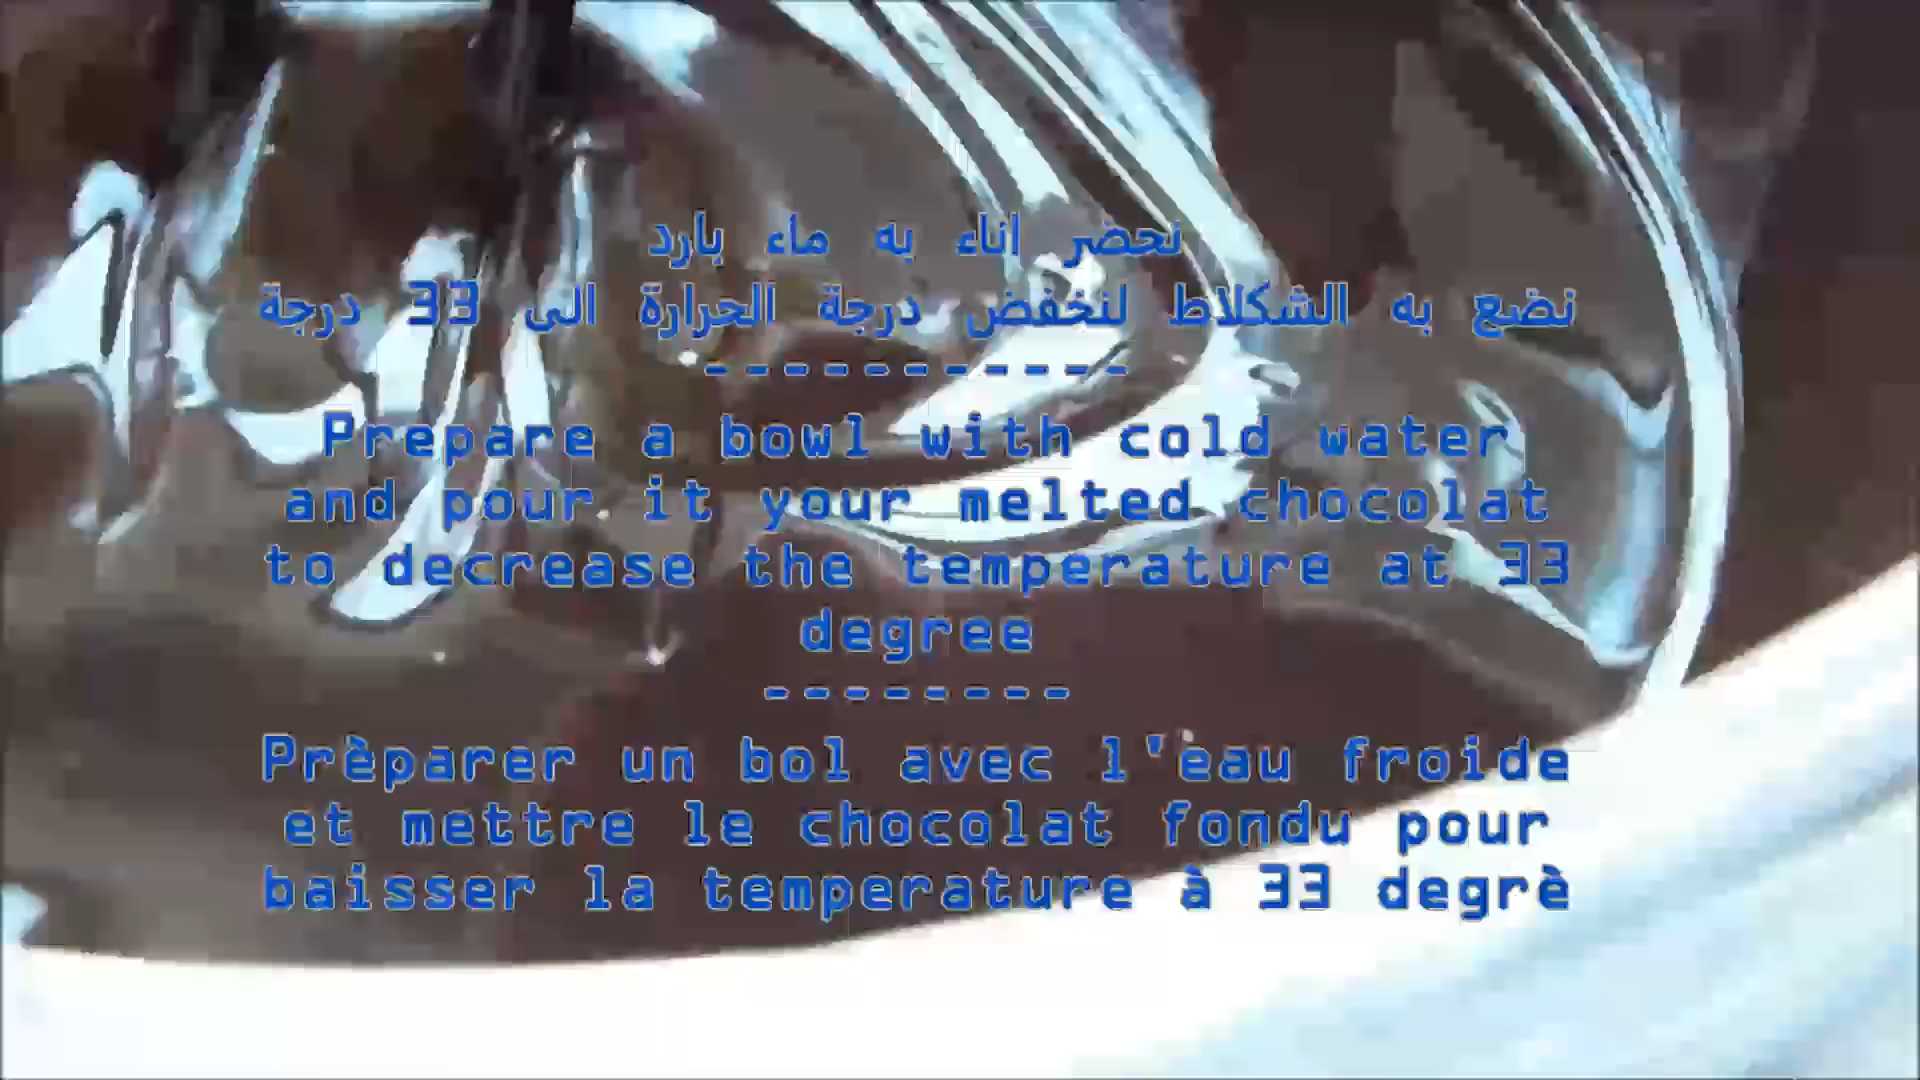 نحضر اناء به ماء بارد
نضع به الشكلاط لنخفض درجة الحرارة الى 33 درجة
-----------
Prepare a bowl with cold water
and pour it your melted chocolat
to decrease the temperature at 33
degree
--------
Prèparer un bol avec l'eau froide
et mettre le chocolat fondu pour
baisser la temperature à 33 degrè